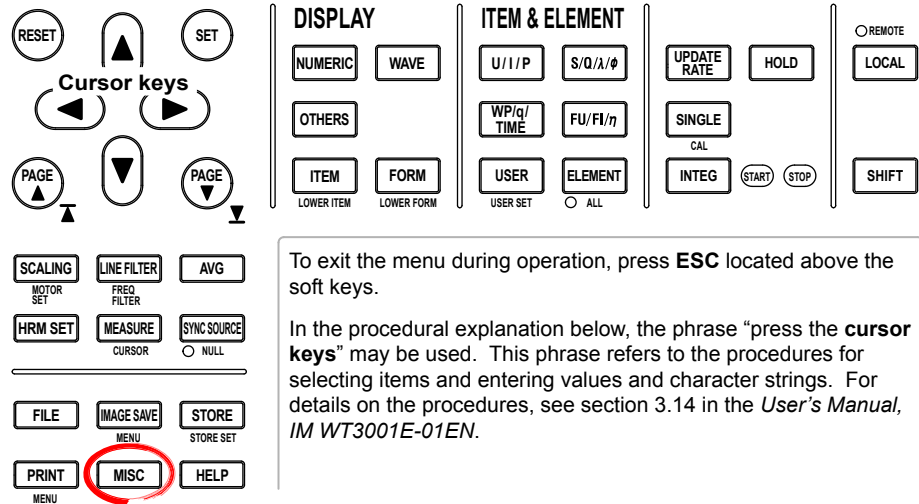 RESET
SET
Cursor keys
PAGE
PAGE
DISPLAY
NUMERIC WAVE
OTHERS
ITEM FORM
LOWER ITEM LOWER FORM
ITEM & ELEMENT
U/I/P S/Q/λ/ϕ
WP/q/
TIME
FU/FI/η
USER ELEMENT
USER SET ALL
UPDATE
RATE
HOLD
SINGLE
CAL
INTEG START STOP
REMOTE
LOCAL
SHIFT
SCALING LINE FILTER AVG
MOTOR
SET
FREQ
FILTER
HRM SET MEASURE SYNC SOURCE
CURSOR NULL
FILE IMAGE SAVE STORE
MENU STORE SET
PRINT MISC HELP
MENU
To exit the menu during operation, press ESC located above the
soft keys.
In the procedural explanation below, the phrase “press the cursor
keys” may be used. This phrase refers to the procedures for
selecting items and entering values and character strings. For
details on the procedures, see section 3.14 in the User’s Manual,
IM WT3001E-01EN.